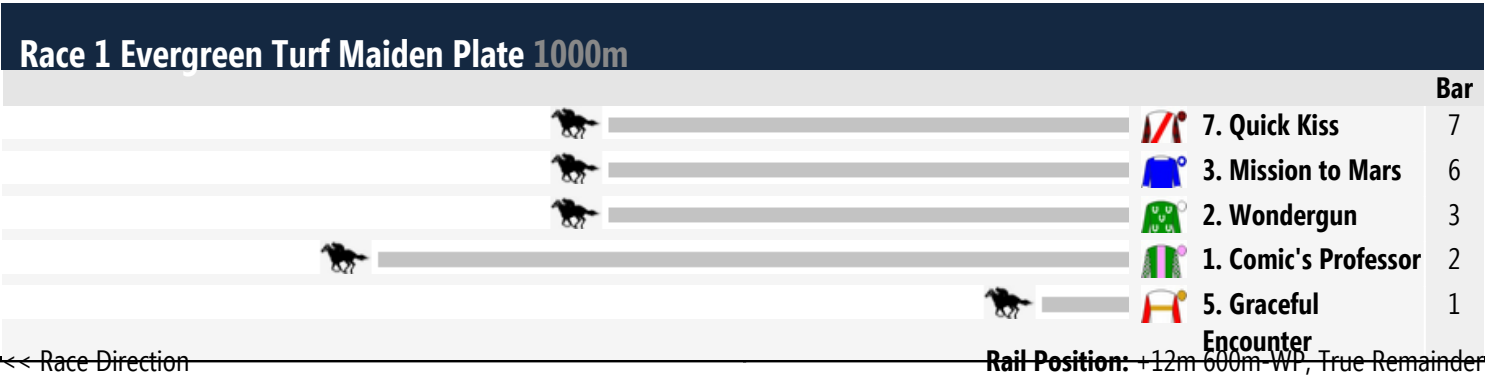 Race 1 Evergreen Turf Maiden Plate 1000m
Bar
7. Quick Kiss 7
3. Mission to Mars 6
2. Wondergun 3
1. Comic's Professor 2
5. Graceful 1
Encounter
<< Race Direction Rail Position: +12m 600m-WP, True Remainder